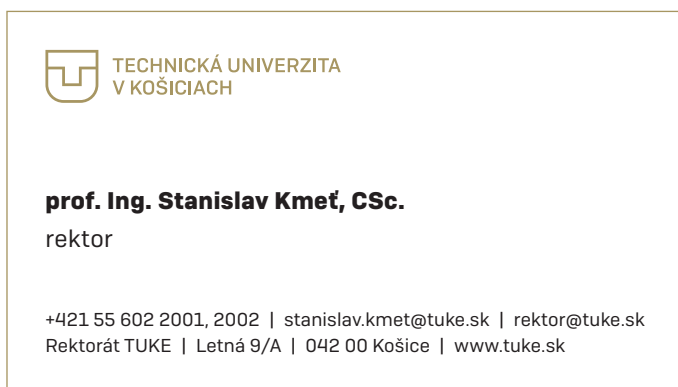 TECHNICKÁ UNIVERZITA
V KOŠICIACH
prof. Ing. Stanislav Kmeť, CSc.
rektor
+421 55 602 2001, 2002 | stanislav.kmet@tuke.sk | rektor@tuke.sk
Rektorát TUKE | Letná 9/A | 042 00 Košice | www.tuke.sk